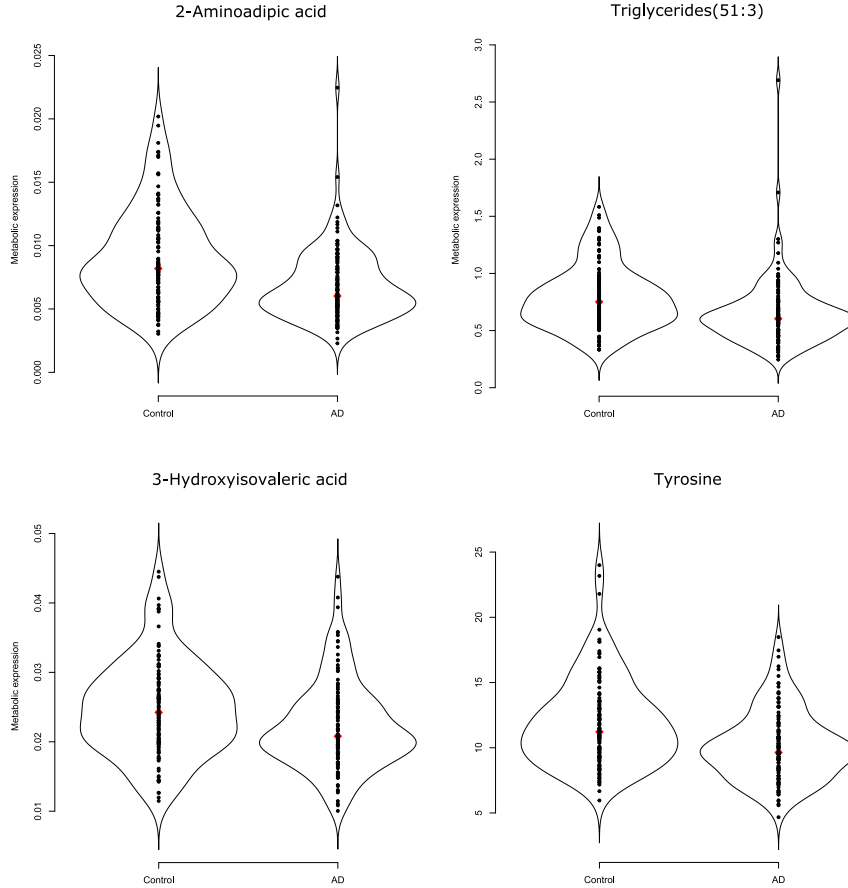 2-Aminoadipic acid
Metabolic expression
0.025
0.020
0.015
0.010
0.005
0.000
Control
AD
Triglycerides(51:3)
Metabolic expression
3.0
2.5
2.0
1.5
1.0
0.5
0.0
Control
AD
3-Hydroxyisovaleric acid
Metabolic expression
0.05
0.04
0.03
0.02
0.01
Control
AD
Tyrosine
25
20
15
10
5
Control
AD